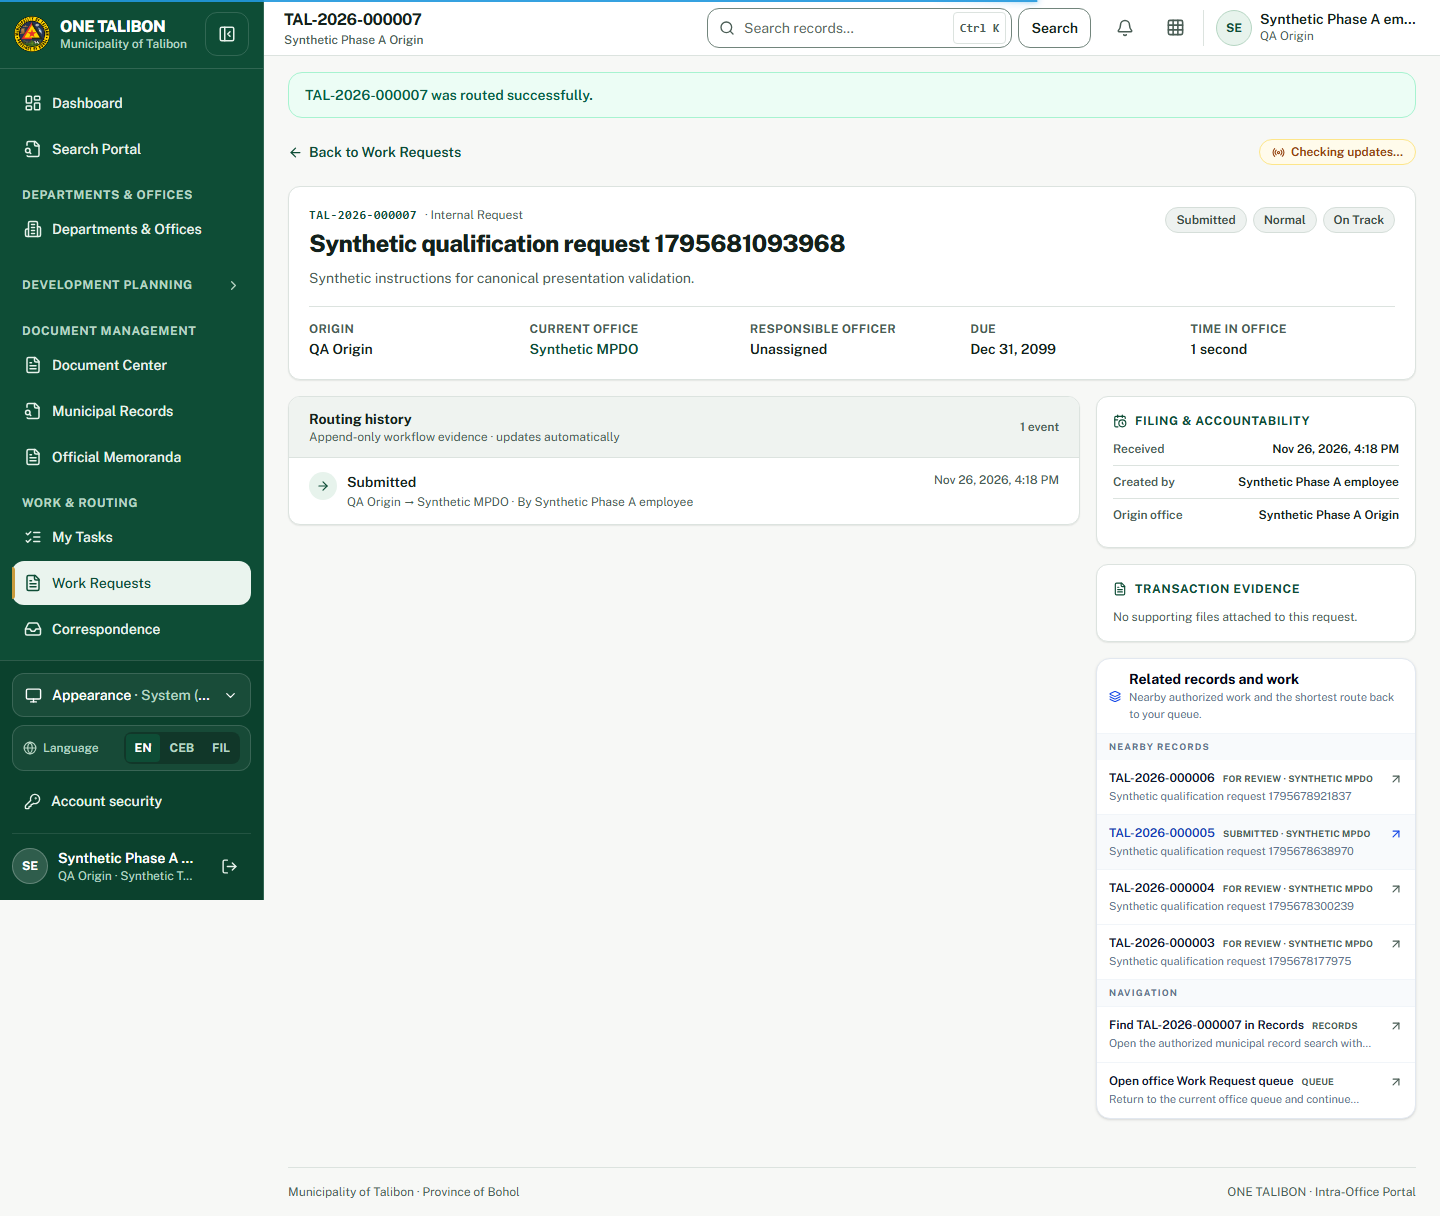 ONE TALIBON
Municipality of Talibon
Dashboard
Search Portal
DEPARTMENTS & OFFICES
Departments & Offices
DEVELOPMENT PLANNING
DOCUMENT MANAGEMENT
Document Center
Municipal Records
Official Memoranda
WORK & ROUTING
My Tasks
Work Requests
Correspondence
Appearance · System (...
Language EN CEB FIL
Account security
SE
Synthetic Phase A ...
QA Origin · Synthetic T...
TAL-2026-000007
Synthetic Phase A Origin
Search records... Ctrl K
Search
SE
Synthetic Phase A em...
QA Origin
TAL-2026-000007 was routed successfully.
Back to Work Requests
Checking updates...
TAL-2026-000007 · Internal Request
Submitted Normal On Track
Synthetic qualification request 1795681093968
Synthetic instructions for canonical presentation validation.
ORIGIN
QA Origin
CURRENT OFFICE
Synthetic MPDO
RESPONSIBLE OFFICER
Unassigned
DUE
Dec 31, 2099
TIME IN OFFICE
1 second
Routing history
Append-only workflow evidence · updates automatically
1 event
Submitted
Nov 26, 2026, 4:18 PM
QA Origin → Synthetic MPDO · By Synthetic Phase A employee
FILING & ACCOUNTABILITY
Received Nov 26, 2026, 4:18 PM
Created by Synthetic Phase A employee
Origin office Synthetic Phase A Origin
TRANSACTION EVIDENCE
No supporting files attached to this request.
Related records and work
Nearby authorized work and the shortest route back
to your queue.
NEARBY RECORDS
TAL-2026-000006 FOR REVIEW · SYNTHETIC MPDO
Synthetic qualification request 1795678921837
TAL-2026-000005 SUBMITTED · SYNTHETIC MPDO
Synthetic qualification request 1795678638970
TAL-2026-000004 FOR REVIEW · SYNTHETIC MPDO
Synthetic qualification request 1795678300239
TAL-2026-000003 FOR REVIEW · SYNTHETIC MPDO
Synthetic qualification request 1795678177975
NAVIGATION
Find TAL-2026-000007 in Records RECORDS
Open the authorized municipal record search with...
Open office Work Request queue QUEUE
Return to the current office queue and continue...
Municipality of Talibon · Province of Bohol
ONE TALIBON · Intra-Office Portal